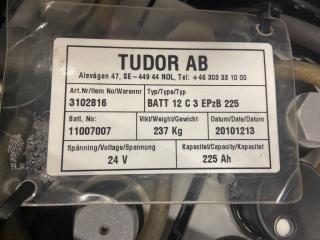 TUDOR AB
Alevägen 47, SE-449 44 NOL, Tel: +46 303 33 10 00
Art.Nr/Item No/Warennr Typ/Type/Typ
3102816 BATT 12 C 3 EPzB 225
Batt. No: Vikt/Weight/Gewicht Datum/Date/Datum
11007007 237 Kg 20101213
Spänning/Voltage/Spannung Kapacitet/Capacity/Kapazitet
24 V 225 Ah